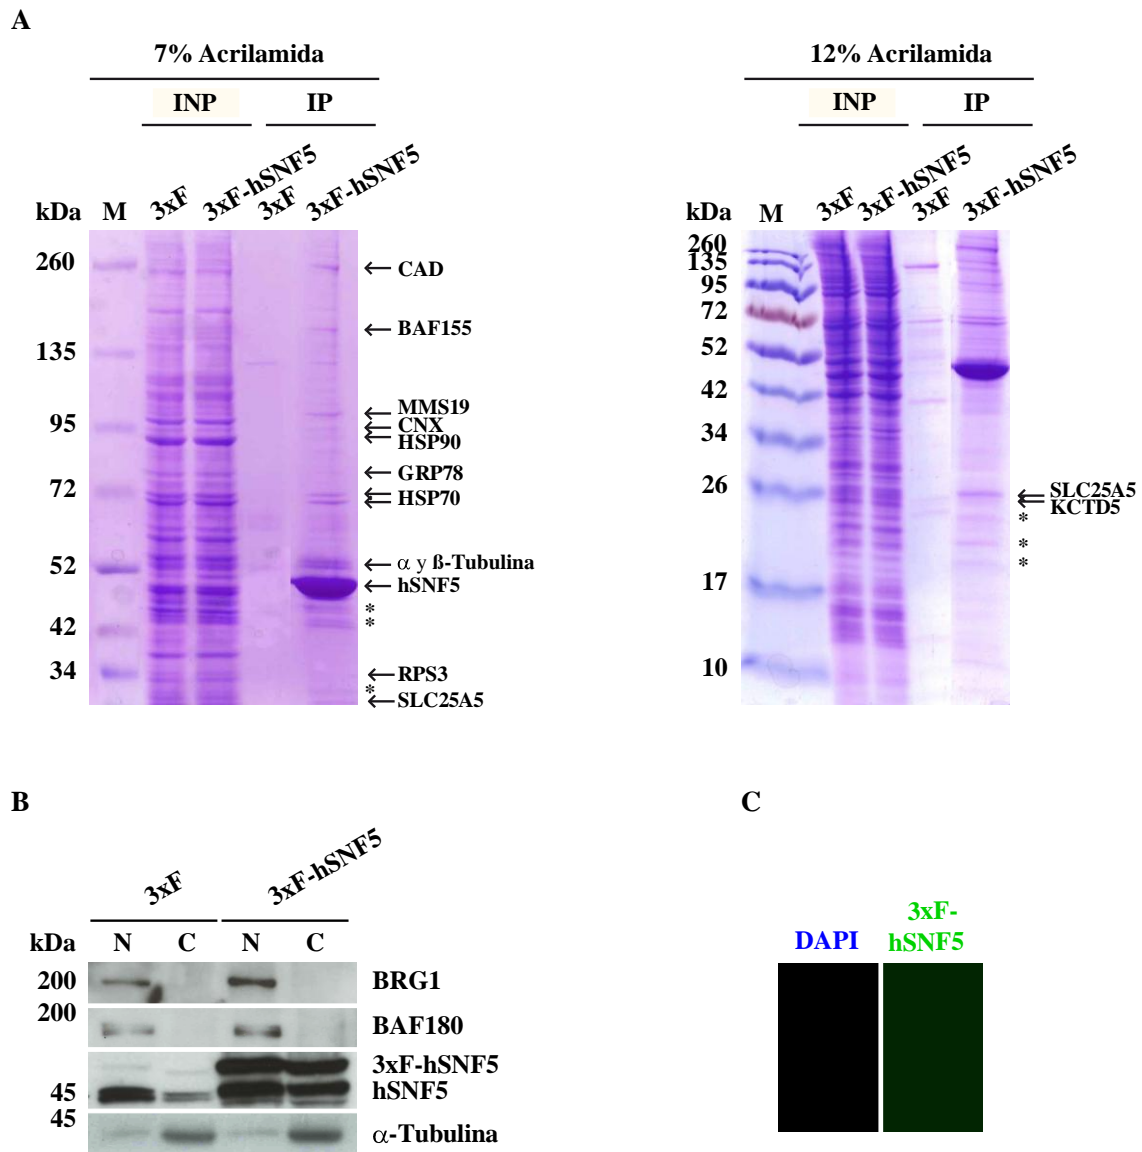 A
7% Acrilamida
INP IP
kDa M 3xF 3xF-hSNF5 3xF 3xF-hSNF5
260
135
95
72
52
42
34
CAD
BAF155
MMS19
CNX
HSP90
GRP78
HSP70
α y ß-Tubulina
hSNF5
*
*
RPS3
*
SLC25A5
12% Acrilamida
INP IP
kDa M 3xF 3xF-hSNF5 3xF 3xF-hSNF5
260
135
95
72
52
42
34
26
17
10
SLC25A5
KCTD5
*
*
*
B
3xF 3xF-hSNF5
kDa N C N C
200 BRG1
200
BAF180
3xF-hSNF5
45 hSNF5
45
α-Tubulina
C
DAPI
3xF-
hSNF5